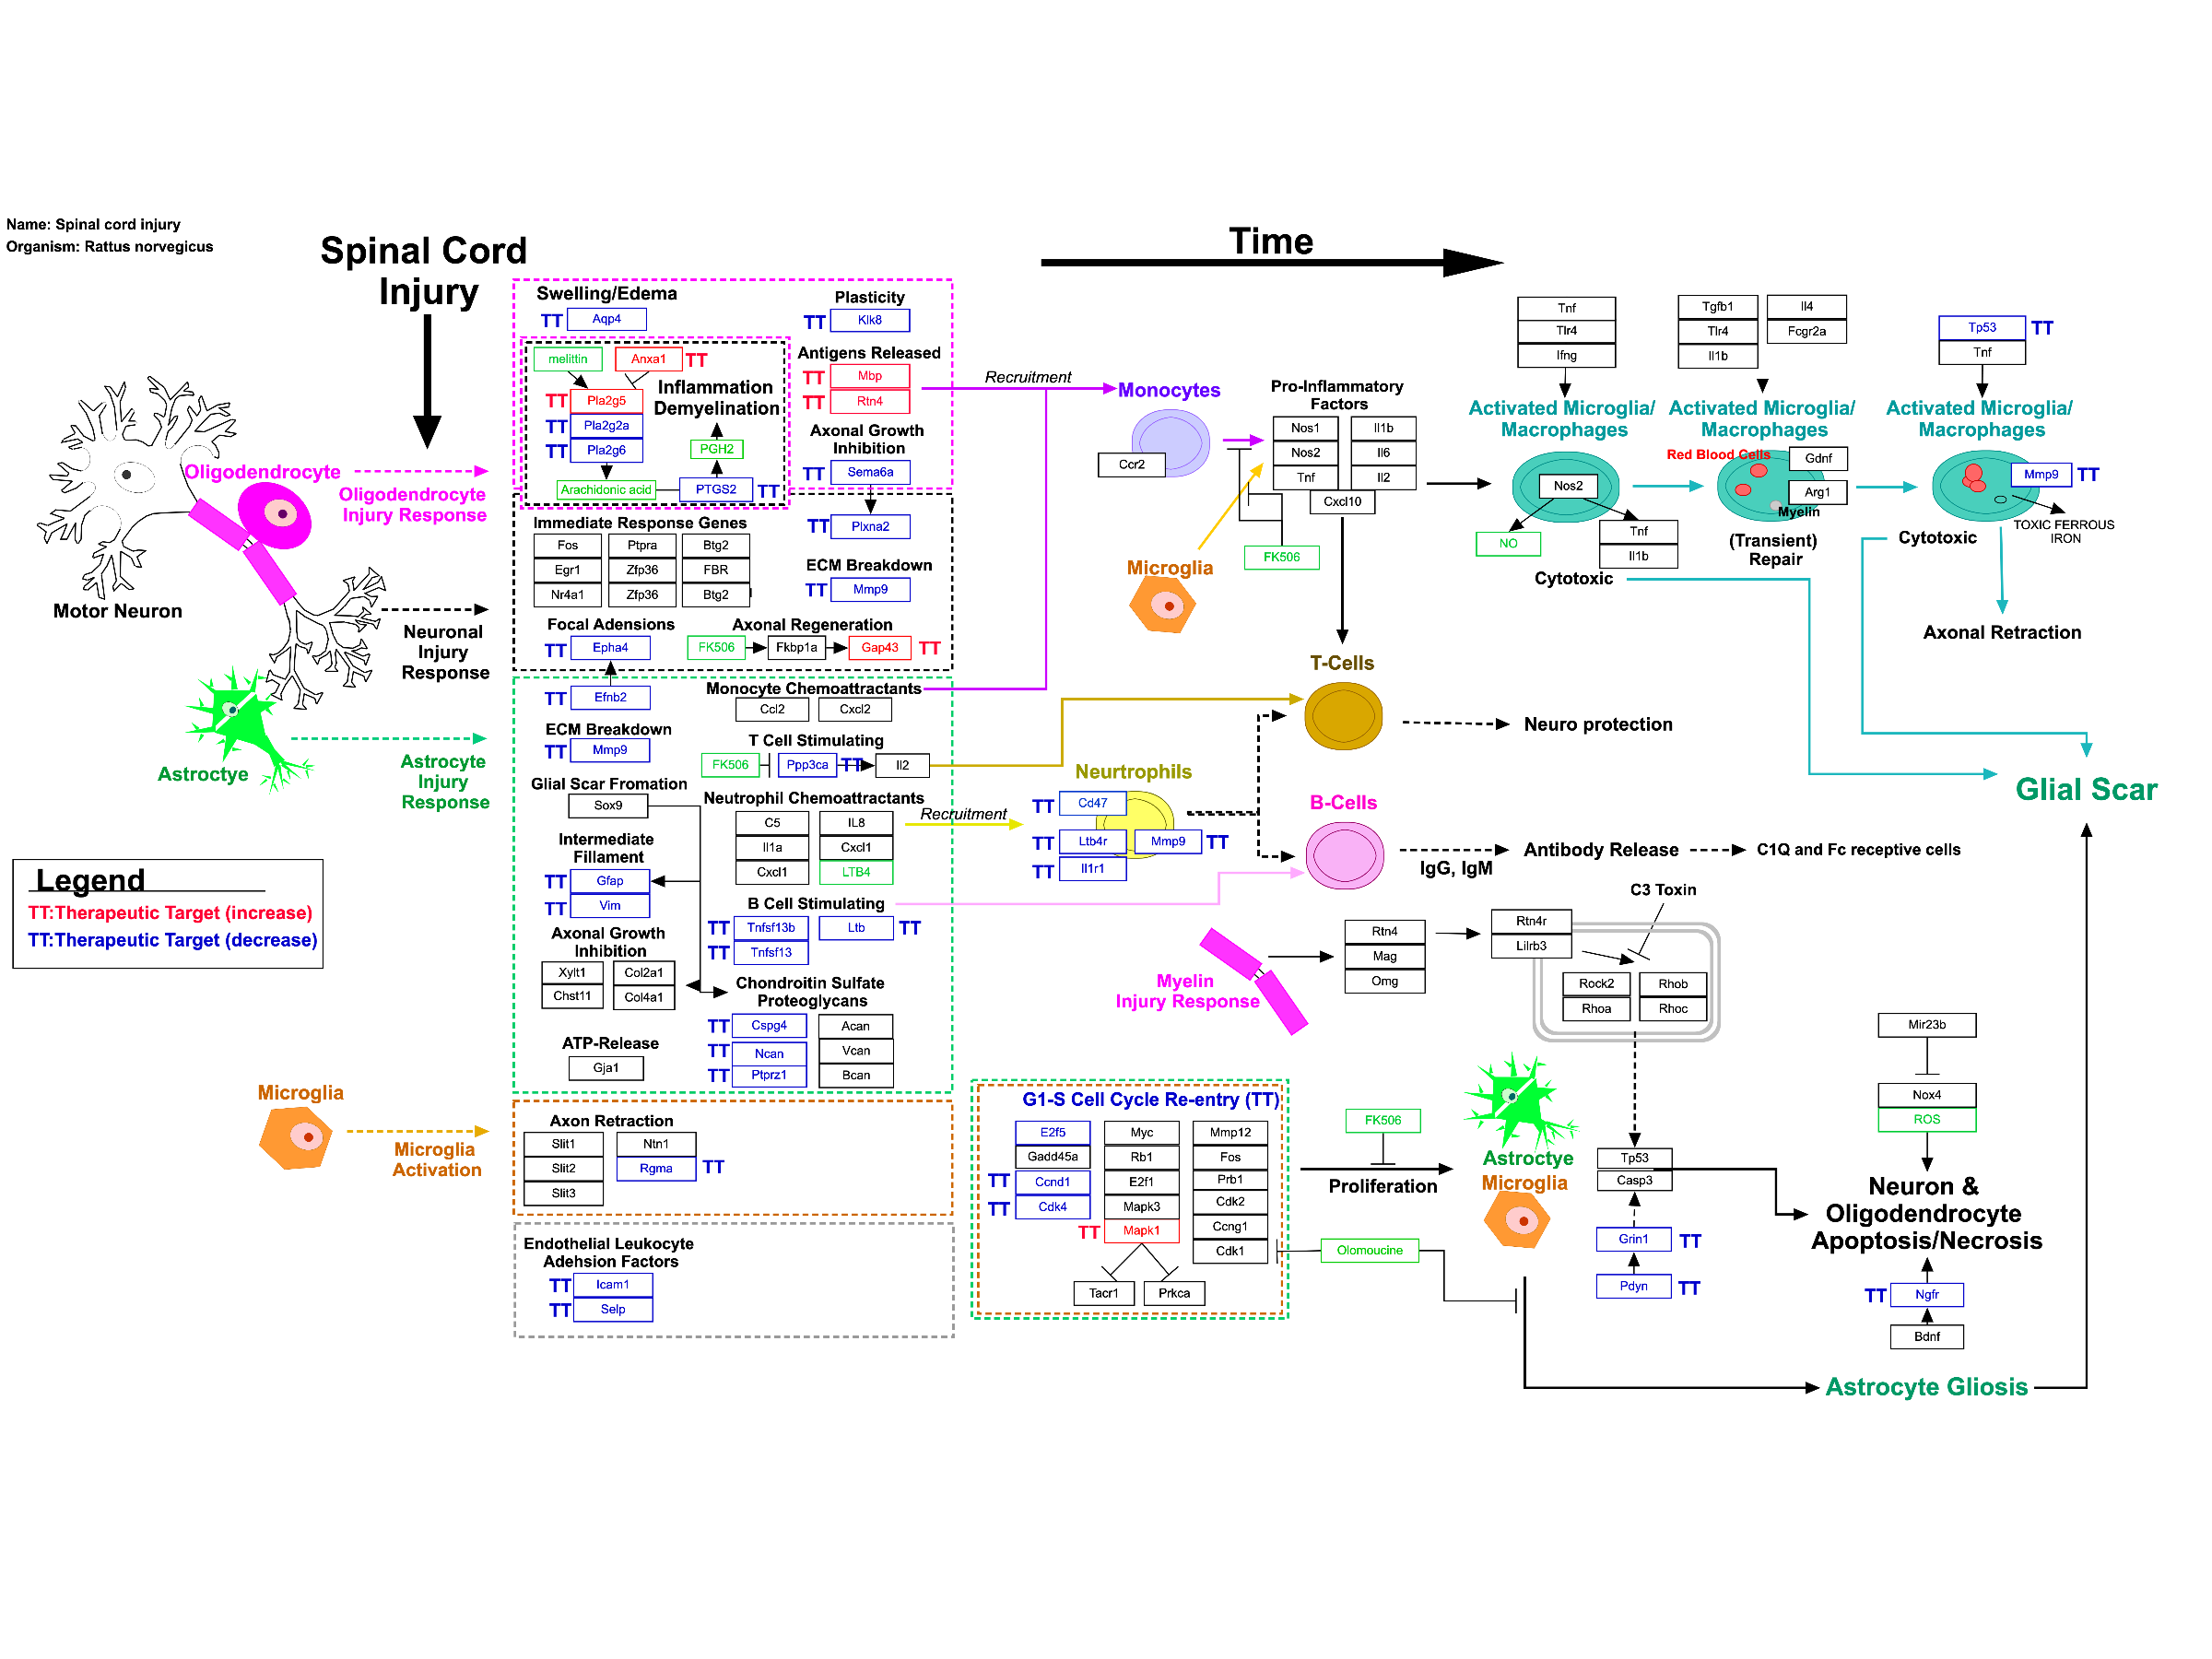 Name: Spinal cord injury
Organism: Rattus norvegicus
Spinal Cord
Injury
Time
Oligodendrocyte
Oligodendrocyte
Injury Response
Motor Neuron
Neuronal
Injury
Response
Astroctye
Astrocyte
Injury
Response
Legend
TT:Therapeutic Target (increase)
TT:Therapeutic Target (decrease)
Microglia
Microglia
Activation
Swelling/Edema
TT Aqp4
melittin
Anxa1 TT
TT Pla2g5
TT Pla2g2a
TT Pla2g6
Inflammation
Demyelination
PGH2
Arachidonic acid
PTGS2 TT
Plasticity
TT Klk8
Antigens Released
TT Mbp
TT Rtn4
Axonal Growth
Inhibition
TT Sema6a
TT Plxna2
Immediate Response Genes
Fos Ptpra Btg2
Egr1 Zfp36 FBR
Nr4a1 Zfp36 Btg2
ECM Breakdown
TT Mmp9
Focal Adensions
TT Epha4
Axonal Regeneration
FK506 Fkbp1a Gap43 TT
TT Efnb2
Monocyte Chemoattractants
Ccl2 Cxcl2
ECM Breakdown
TT Mmp9
T Cell Stimulating
FK506 Ppp3ca TT Il2
Glial Scar Fromation
Sox9
Neutrophil Chemoattractants
C5 IL8
Il1a Cxcl1
Cxcl1 LTB4
Intermediate
Fillament
TT Gfap
TT Vim
B Cell Stimulating
TT Tnfsf13b Ltb TT
TT Tnfsf13
Axonal Growth
Inhibition
Xylt1 Col2a1
Chst11 Col4a1
Chondroitin Sulfate
Proteoglycans
TT Cspg4 Acan
TT Ncan Vcan
TT Ptprz1 Bcan
ATP-Release
Gja1
Axon Retraction
Slit1 Ntn1
Slit2 Rgma TT
Slit3
Endothelial Leukocyte
Adehsion Factors
TT Icam1
TT Selp
Recruitment
Monocytes
Ccr2
Microglia
Pro-Inflammatory
Factors
Nos1 Il1b
Nos2 Il6
Tnf Il2
Cxcl10
FK506
Tnf
Tlr4
Ifng
Activated Microglia/
Macrophages
Nos2
NO
Tnf
Il1b
Cytotoxic
Tgfb1 Il4
Tlr4 Fcgr2a
Il1b
Activated Microglia/
Macrophages
Red Blood Cells
Gdnf
Arg1
Myelin
(Transient)
Repair
Tp53 TT
Tnf
Activated Microglia/
Macrophages
Mmp9 TT
TOXIC FERROUS
IRON
Cytotoxic
Axonal Retraction
T-Cells
Neuro protection
Recruitment
Neurtrophils
TT Cd47
TT Ltb4r Mmp9 TT
TT Il1r1
B-Cells
IgG, IgM
Antibody Release
C1Q and Fc receptive cells
Glial Scar
Myelin
Injury Response
Rtn4
Mag
Omg
C3 Toxin
Rtn4r
Lilrb3
Rock2 Rhob
Rhoa Rhoc
G1-S Cell Cycle Re-entry (TT)
E2f5 Myc Mmp12
Gadd45a Rb1 Fos
TT Ccnd1 E2f1 Prb1
TT Cdk4 Mapk3 Cdk2
TT Mapk1 Ccng1
Cdk1
Tacr1 Prkca
FK506
Proliferation
Olomoucine
Astroctye
Microglia
Tp53
Casp3
Grin1 TT
Pdyn TT
Mir23b
Nox4
ROS
Neuron &
Oligodendrocyte
Apoptosis/Necrosis
TT Ngfr
Bdnf
Astrocyte Gliosis